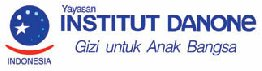 Yayasan
INSTITUT DANONE
Gizi untuk Anak Bangsa
INDONESIA